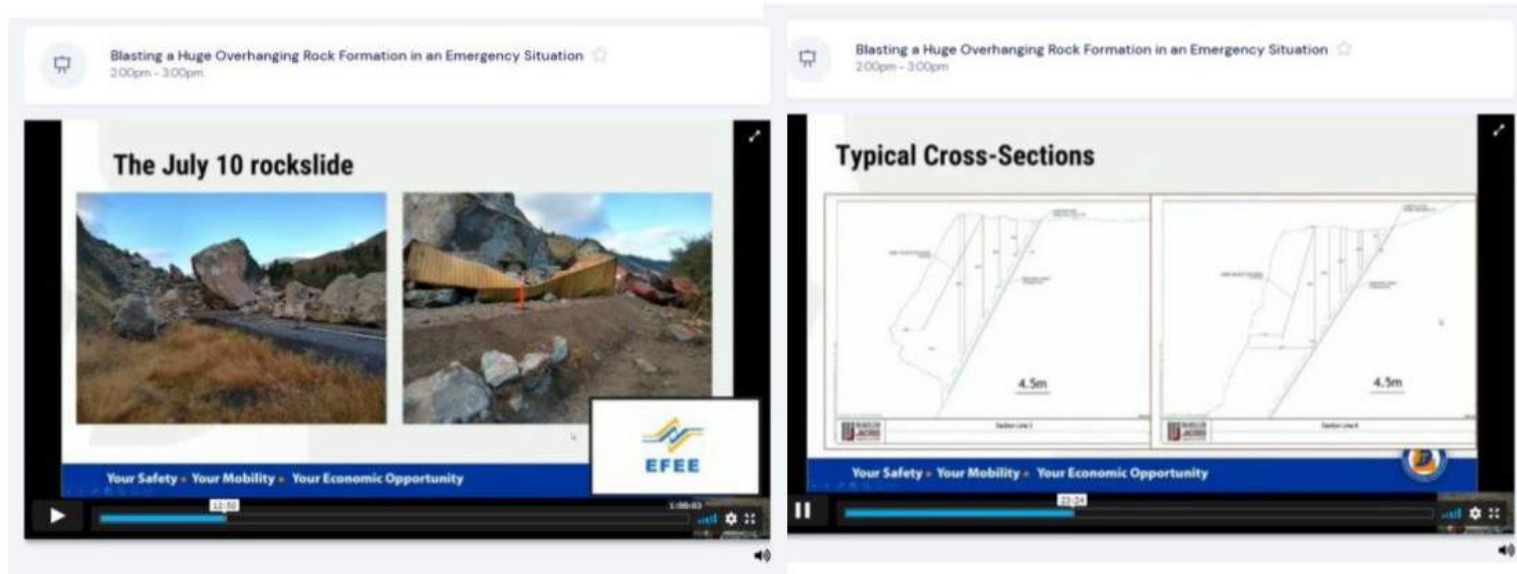 Blasting a Huge Overhanging Rock Formation in an Emergency Situation
2:00pm - 3:00pm
The July 10 rockslide
EFEE
Your Safety • Your Mobility • Your Economic Opportunity
12:50
1:00:03
Blasting a Huge Overhanging Rock Formation in an Emergency Situation
2:00pm - 3:00pm
Typical Cross-Sections
4.5m
4.5m
Your Safety • Your Mobility • Your Economic Opportunity
23:24